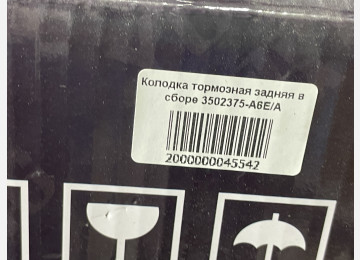 Колодка тормозная задняя в
сборе 3502375-A6E/A
2000000045542